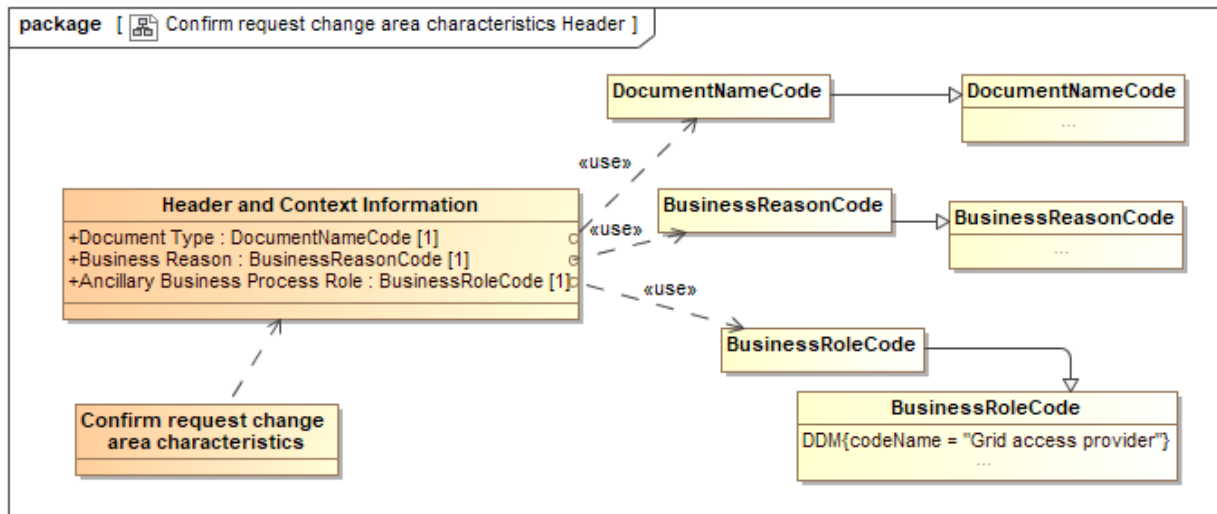 package [ Confirm request change area characteristics Header ]
DocumentNameCode
DocumentNameCode
...
«use»
Header and Context Information
+Document Type : DocumentNameCode [1]
+Business Reason : BusinessReasonCode [1]
+Ancillary Business Process Role : BusinessRoleCode [1]
«use»
BusinessReasonCode
BusinessReasonCode
...
«use»
BusinessRoleCode
BusinessRoleCode
DDM{codeName = "Grid access provider"}
...
Confirm request change
area characteristics